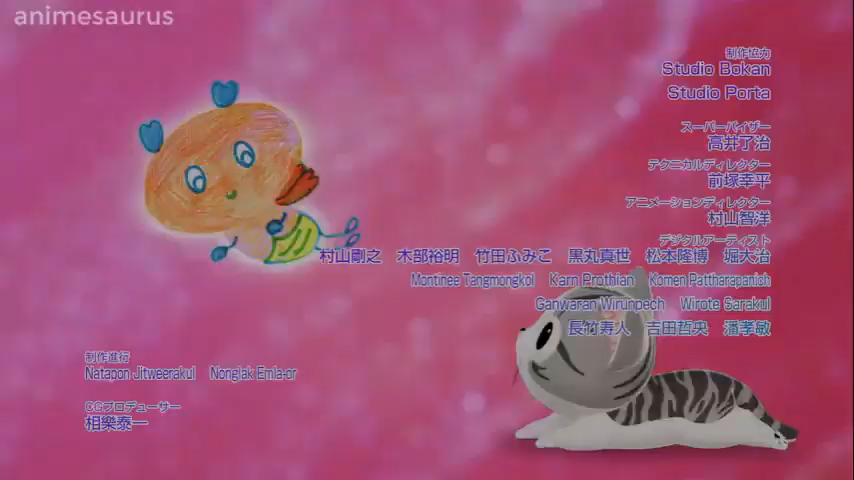 animesaurus
制作協力
Studio Bokan
Studio Porta
スーパーバイザー
高井了治
テクニカルディレクター
前塚幸平
アニメーションディレクター
村山智洋
デジタルアーティスト
村山剛之 木部裕明 竹田ふみこ 黒丸真世 松本隆博 堀大治
Montinee Tangmongkol Karn Prothian Komen Pattharapanich
Ganwaran Wirunpech Wirote Sarakul
長竹寿人 吉田哲央 潘孝敏
制作進行
Natapon Jitweerakul Nonglak Emla-or
CGプロデューサー
相樂泰一